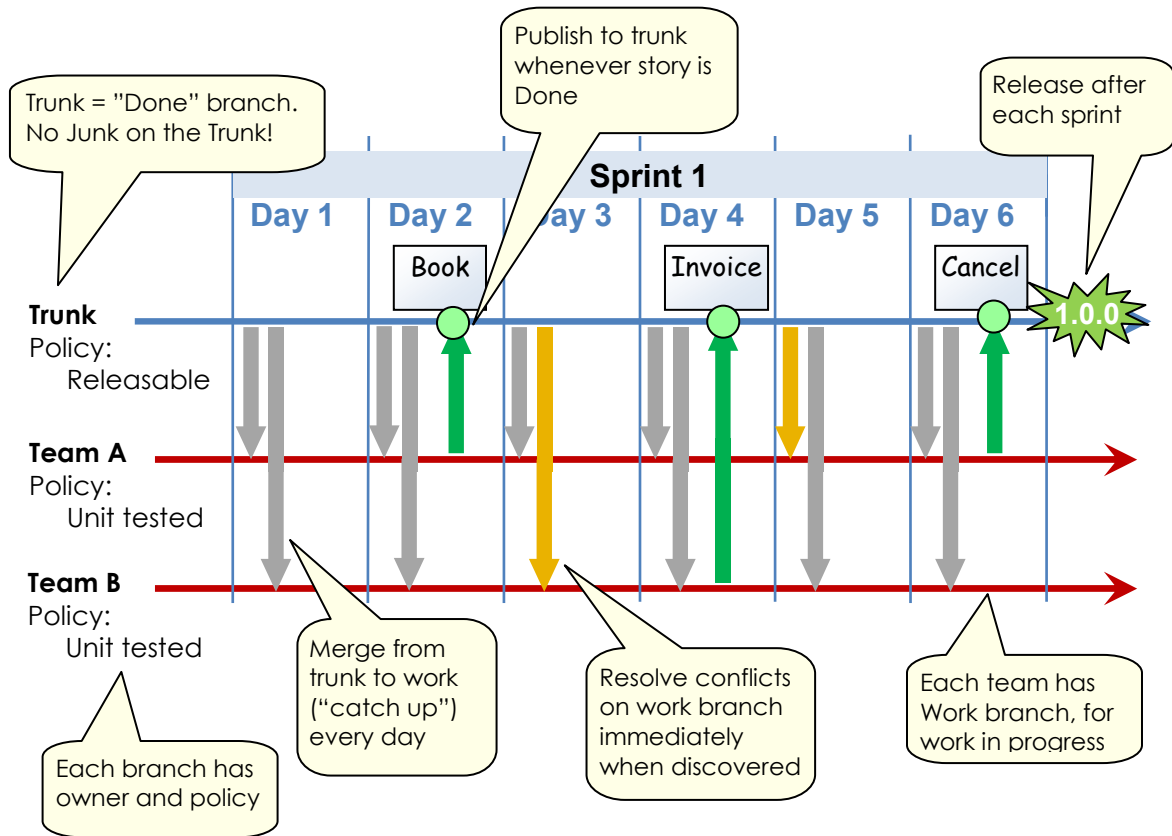 Publish to trunk
whenever story is
Done
Trunk = ”Done” branch.
No Junk on the Trunk!
Release after
each sprint
Sprint 1
Day 1
Day 2
Day 3
Day 4
Day 5
Day 6
Book
Invoice
Cancel
Trunk
Policy:
Releasable
1.0.0
Team A
Policy:
Unit tested
Team B
Policy:
Unit tested
Merge from
trunk to work
(“catch up”)
every day
Resolve conflicts
on work branch
immediately
when discovered
Each team has
Work branch, for
work in progress
Each branch has
owner and policy